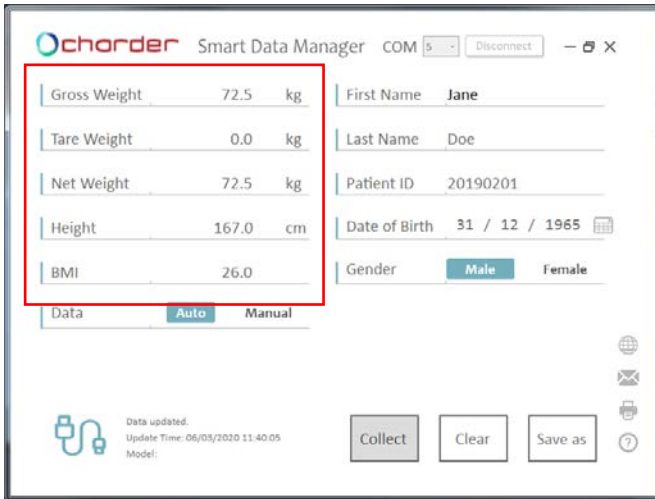 charder Smart Data Manager COM 5 Disconnect
Gross Weight 72.5 kg
Tare Weight 0.0 kg
Net Weight 72.5 kg
Height 167.0 cm
BMI 26.0
Data Auto Manual
First Name Jane
Last Name Doe
Patient ID 20190201
Date of Birth 31 / 12 / 1965
Gender Male Female
Data updated.
Update Time: 06/03/2020 11:40:05
Model:
Collect Clear Save as
?